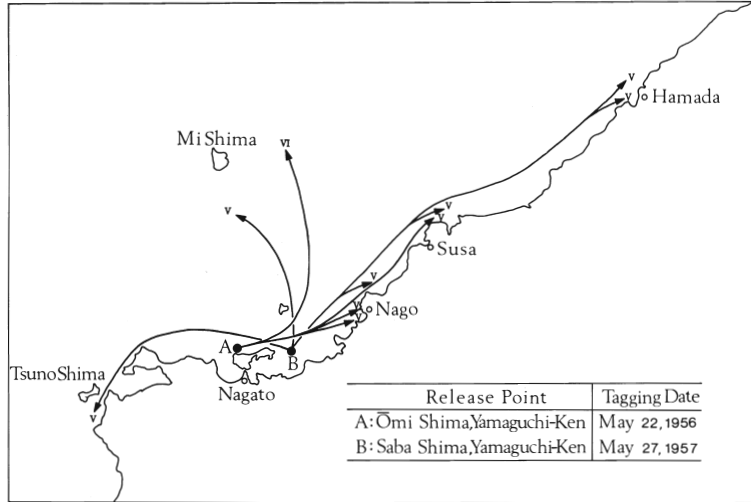 V
V
Hamada
Mi Shima
VI
V
V
V
Susa
V
V
Nago
V
A
B
Tsuno Shima
V
Nagato
Release Point Tagging Date
A: Ōmi Shima, Yamaguchi-Ken May 22, 1956
B: Saba Shima, Yamaguchi-Ken May 27, 1957